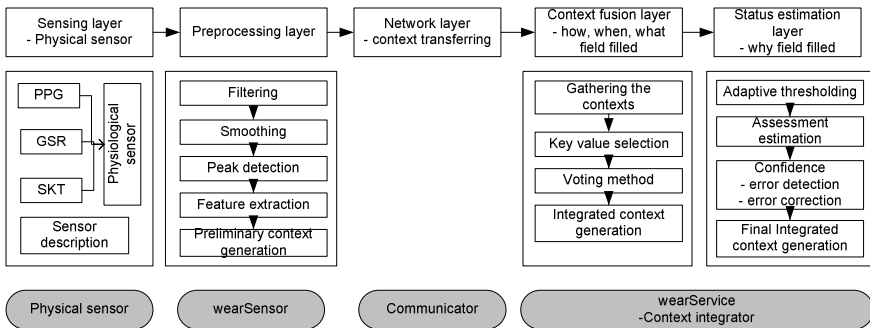 Sensing layer
- Physical sensor
Preprocessing layer
Network layer
- context transferring
Context fusion layer
- how, when, what
field filled
Status estimation
layer
- why field filled
PPG
GSR
SKT
Physiological
sensor
Sensor
description
Filtering
Smoothing
Peak detection
Feature extraction
Preliminary context
generation
Gathering the
contexts
Key value selection
Voting method
Integrated context
generation
Adaptive thresholding
Assessment
estimation
Confidence
- error detection
- error correction
Final Integrated
context generation
Physical sensor
wearSensor
Communicator
wearService
-Context integrator